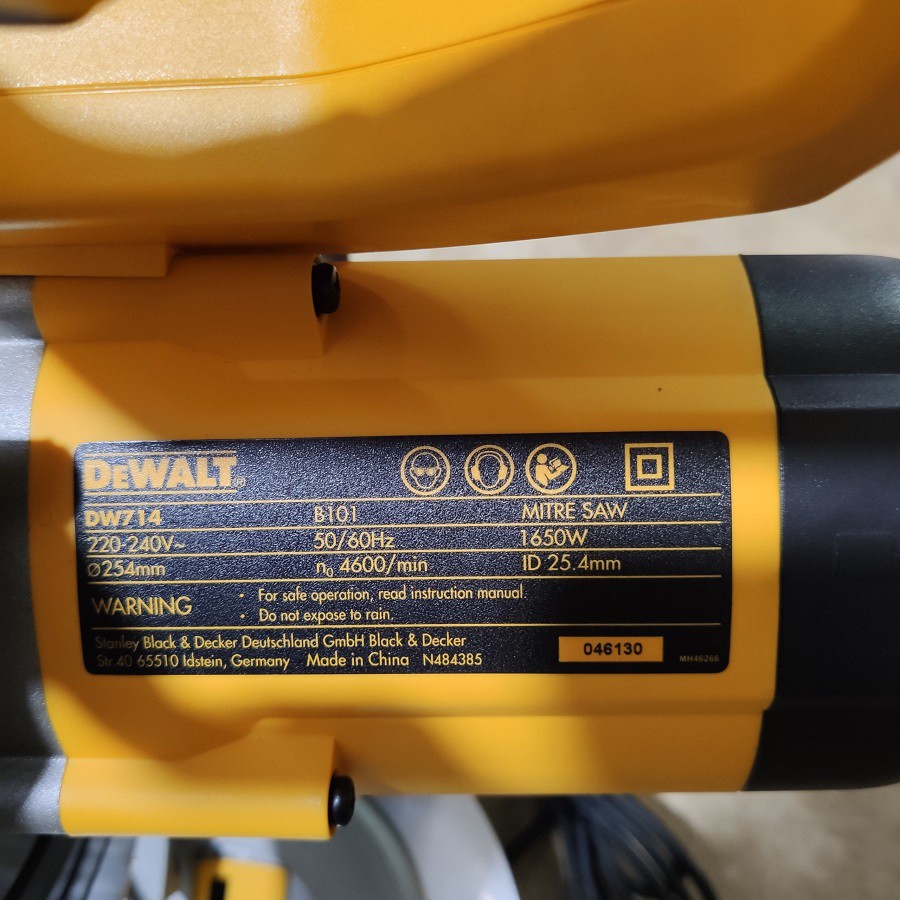 DEWALT®
DW714 B101 MITRE SAW
220-240V~ 50/60Hz 1650W
Ø254mm n₀ 4600/min ID 25.4mm
WARNING
· For safe operation, read instruction manual.
· Do not expose to rain.
Stanley Black & Decker Deutschland GmbH Black & Decker
Str.40 65510 Idstein, Germany Made in China N484385
046130
MH46266